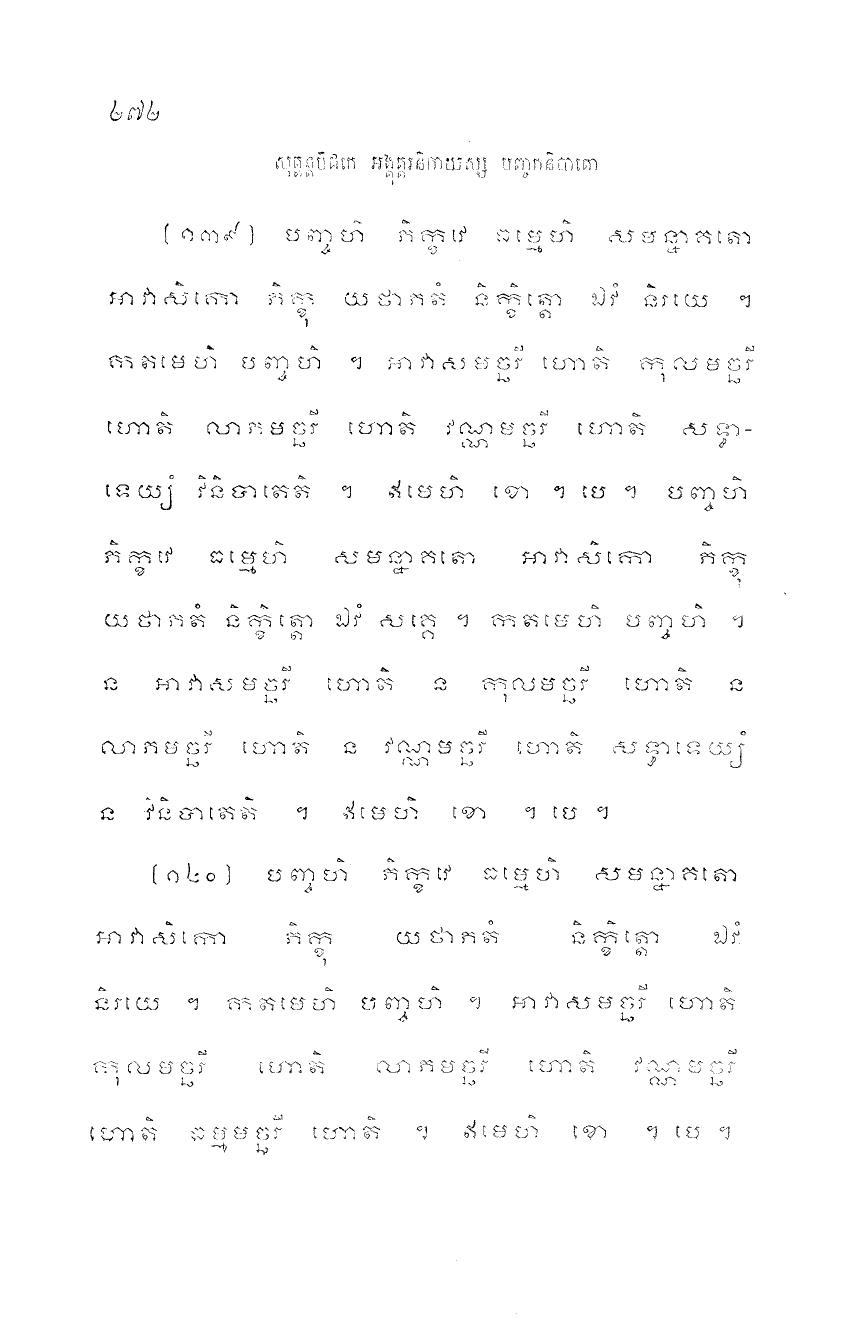 ២៧២
សុត្តន្តបិដកេ អង្គុត្តរនិកាយស្ស បញ្ចកនិបាតោ
(១៣៩) បញ្ចហិ ភិក្ខវេ ធម្មេហិ សមន្នាគតោ
អាវាសិកោ ភិក្ខុ យថាភតំ និក្ខិត្តោ ឯវំ និរយេ ។
កតមេហិ បញ្ចហិ ។ អាវាសមច្ឆរី ហោតិ កុលមច្ឆរី
ហោតិ លាភមច្ឆរី ហោតិ វណ្ណមច្ឆរី ហោតិ សទ្ធា-
ទេយ្យំ វិនិបាតេតិ ។ ឥមេហិ ខោ ។ បេ ។ បញ្ចហិ
ភិក្ខវេ ធម្មេហិ សមន្នាគតោ អាវាសិកោ ភិក្ខុ
យថាភតំ និក្ខិត្តោ ឯវំ សគ្គេ ។ កតមេហិ បញ្ចហិ ។
ន អាវាសមច្ឆរី ហោតិ ន កុលមច្ឆរី ហោតិ ន
លាភមច្ឆរី ហោតិ ន វណ្ណមច្ឆរី ហោតិ សទ្ធាទេយ្យំ
ន វិនិបាតេតិ ។ ឥមេហិ ខោ ។ បេ ។
(១៤០) បញ្ចហិ ភិក្ខវេ ធម្មេហិ សមន្នាគតោ
អាវាសិកោ ភិក្ខុ យថាភតំ និក្ខិត្តោ ឯវំ
និរយេ ។ កតមេហិ បញ្ចហិ ។ អាវាសមច្ឆរី ហោតិ
កុលមច្ឆរី ហោតិ លាភមច្ឆរី ហោតិ វណ្ណមច្ឆរី
ហោតិ ធម្មមច្ឆរី ហោតិ ។ ឥមេហិ ខោ ។ បេ ។